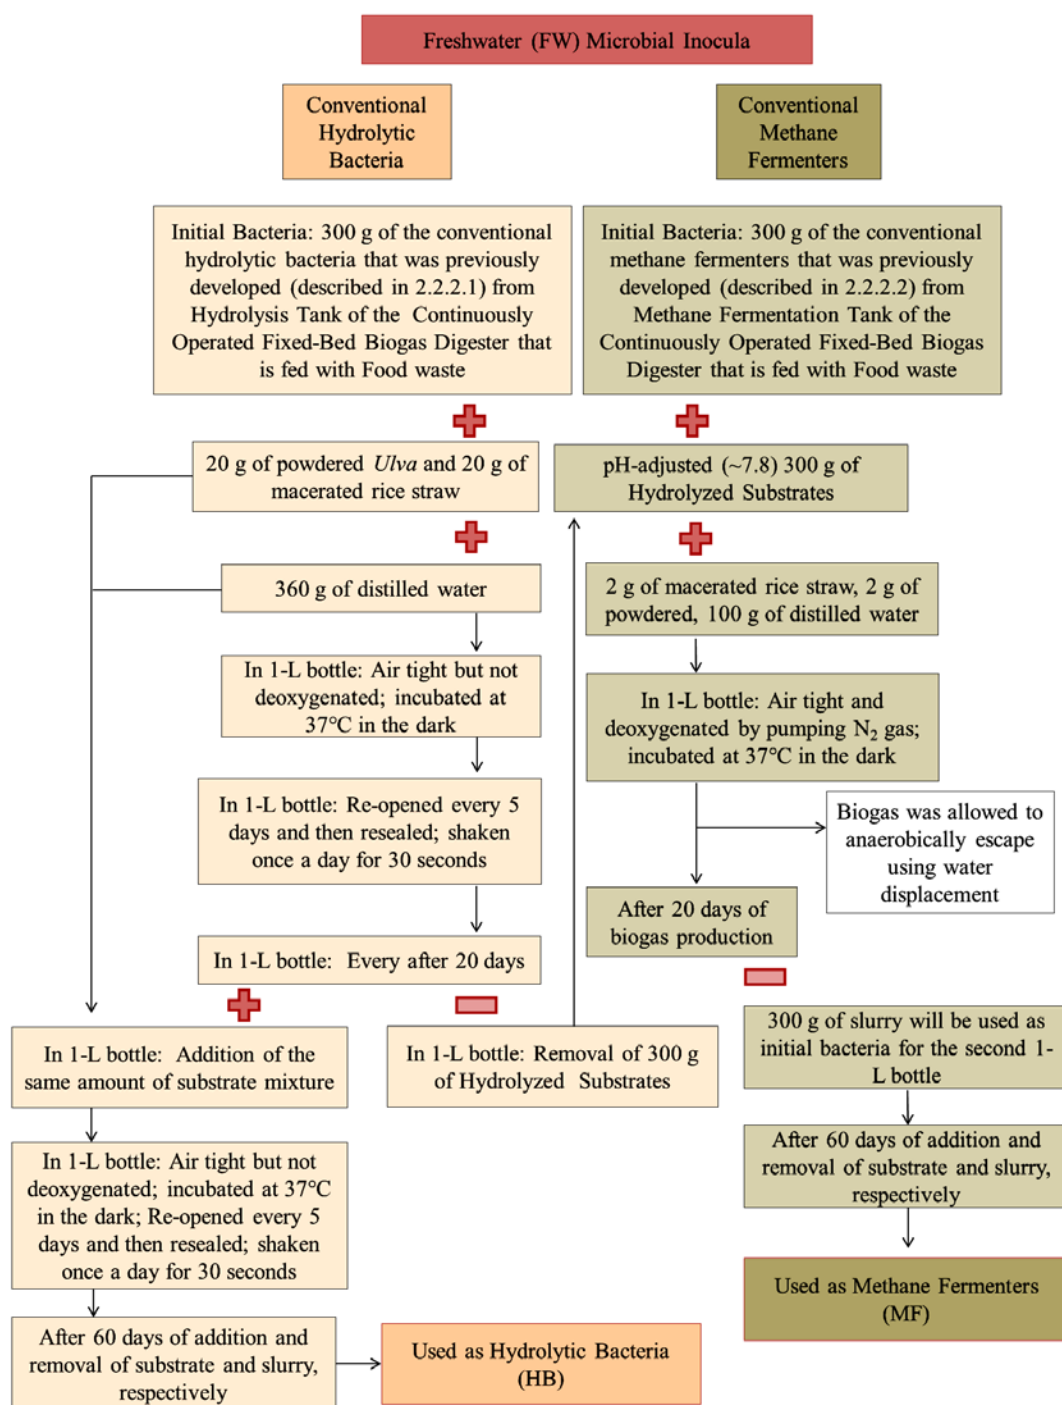 Freshwater (FW) Microbial Inocula
Conventional
Hydrolytic
Bacteria
Conventional
Methane
Fermenters
Initial Bacteria: 300 g of the conventional
hydrolytic bacteria that was previously
developed (described in 2.2.2.1) from
Hydrolysis Tank of the Continuously
Operated Fixed-Bed Biogas Digester that
is fed with Food waste
Initial Bacteria: 300 g of the conventional
methane fermenters that was previously
developed (described in 2.2.2.2) from
Methane Fermentation Tank of the
Continuously Operated Fixed-Bed Biogas
Digester that is fed with Food waste
20 g of powdered Ulva and 20 g of
macerated rice straw
pH-adjusted (~7.8) 300 g of
Hydrolyzed Substrates
360 g of distilled water
2 g of macerated rice straw, 2 g of
powdered, 100 g of distilled water
In 1-L bottle: Air tight but not
deoxygenated; incubated at
37°C in the dark
In 1-L bottle: Air tight and
deoxygenated by pumping N₂ gas;
incubated at 37°C in the dark
In 1-L bottle: Re-opened every 5
days and then resealed; shaken
once a day for 30 seconds
Biogas was allowed to
anaerobically escape
using water
displacement
After 20 days of
biogas production
In 1-L bottle: Every after 20 days
In 1-L bottle: Addition of the
same amount of substrate mixture
In 1-L bottle: Removal of 300 g
of Hydrolyzed Substrates
300 g of slurry will be used as
initial bacteria for the second 1-
L bottle
In 1-L bottle: Air tight but not
deoxygenated; incubated at 37°C
in the dark; Re-opened every 5
days and then resealed; shaken
once a day for 30 seconds
After 60 days of addition and
removal of substrate and slurry,
respectively
Used as Methane Fermenters
(MF)
After 60 days of addition and
removal of substrate and slurry,
respectively
Used as Hydrolytic Bacteria
(HB)